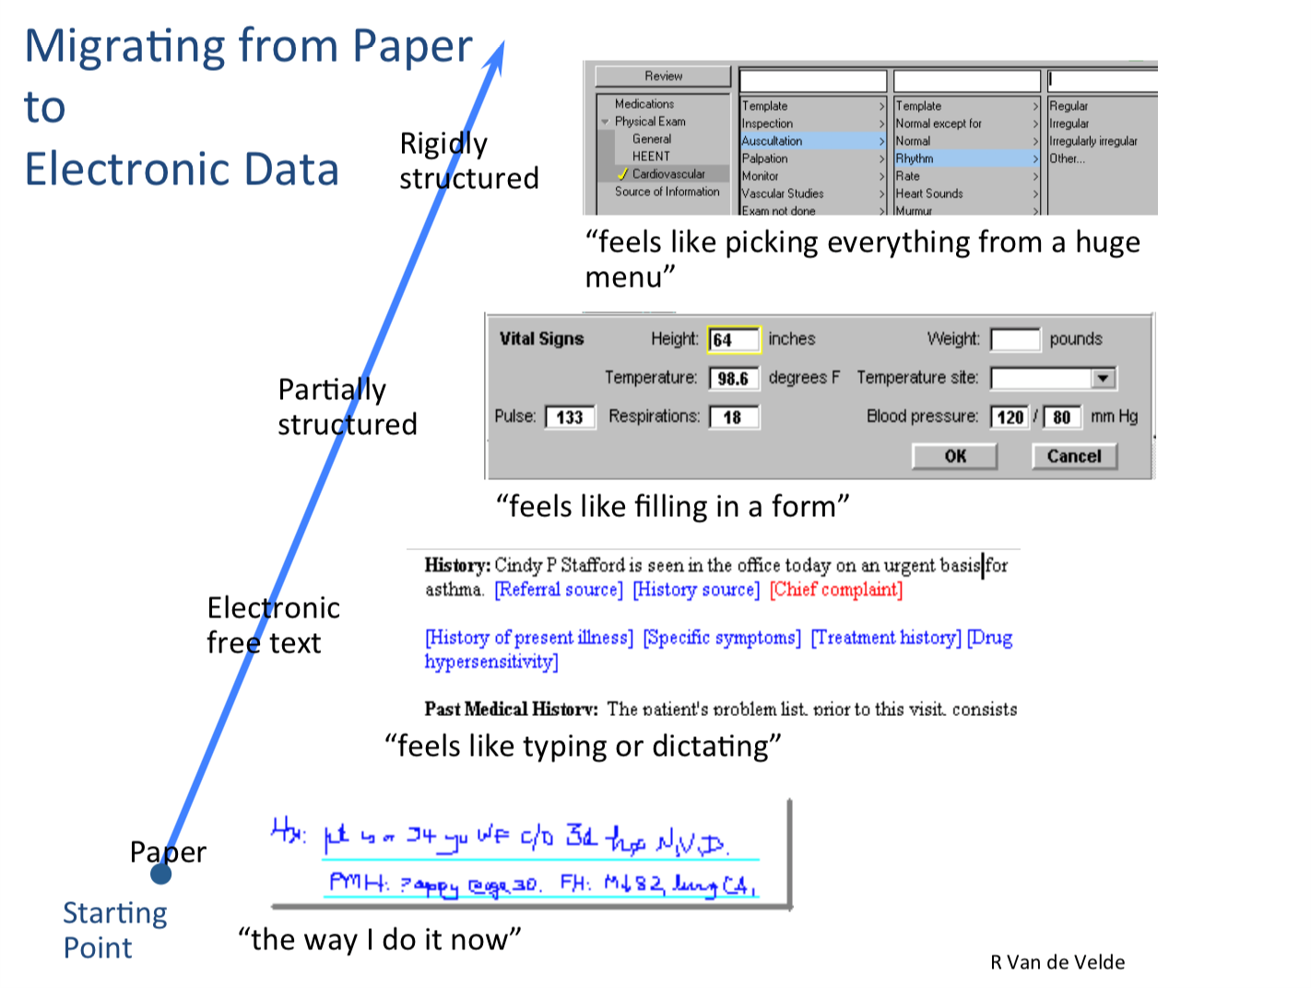 Migrating from Paper
to
Electronic Data
Rigidly
structured
Review
Medications
Physical Exam
General
HEENT
Cardiovascular
Source of Information
Template >
Inspection >
Auscultation >
Palpation >
Monitor >
Vascular Studies >
Exam not done >
Template >
Normal except for >
Normal >
Rhythm >
Rate >
Heart Sounds >
Murmur >
Regular
Irregular
Irregularly irregular
Other...
“feels like picking everything from a huge
menu”
Partially
structured
Vital Signs Height: 64 inches Weight: pounds
Temperature: 98.6 degrees F Temperature site:
Pulse: 133 Respirations: 18 Blood pressure: 120 / 80 mm Hg
OK Cancel
“feels like filling in a form”
Electronic
free text
History: Cindy P Stafford is seen in the office today on an urgent basis for
asthma. [Referral source] [History source] [Chief complaint]
[History of present illness] [Specific symptoms] [Treatment history] [Drug
hypersensitivity]
Past Medical History: The patient's problem list, prior to this visit, consists
“feels like typing or dictating”
Paper
Starting
Point
Hx: pt is a 34 yo WF c/o 3d N,V,D.
PMH: appy @age 30. FH: M↓82, lung CA,
“the way I do it now”
R Van de Velde